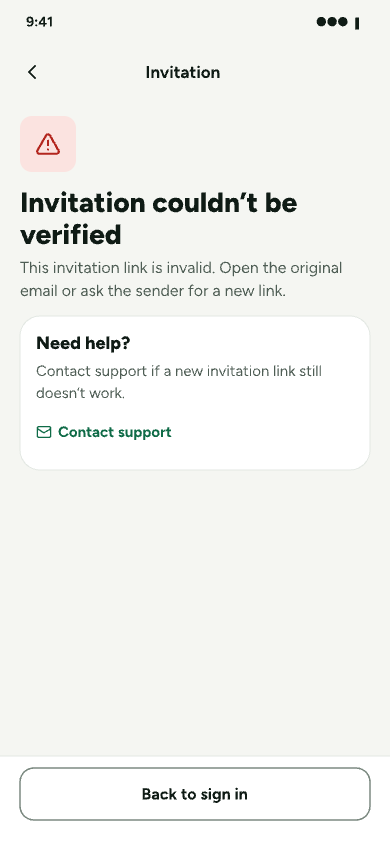 9:41
Invitation
Invitation couldn’t be
verified
This invitation link is invalid. Open the original
email or ask the sender for a new link.
Need help?
Contact support if a new invitation link still
doesn’t work.
Contact support
Back to sign in